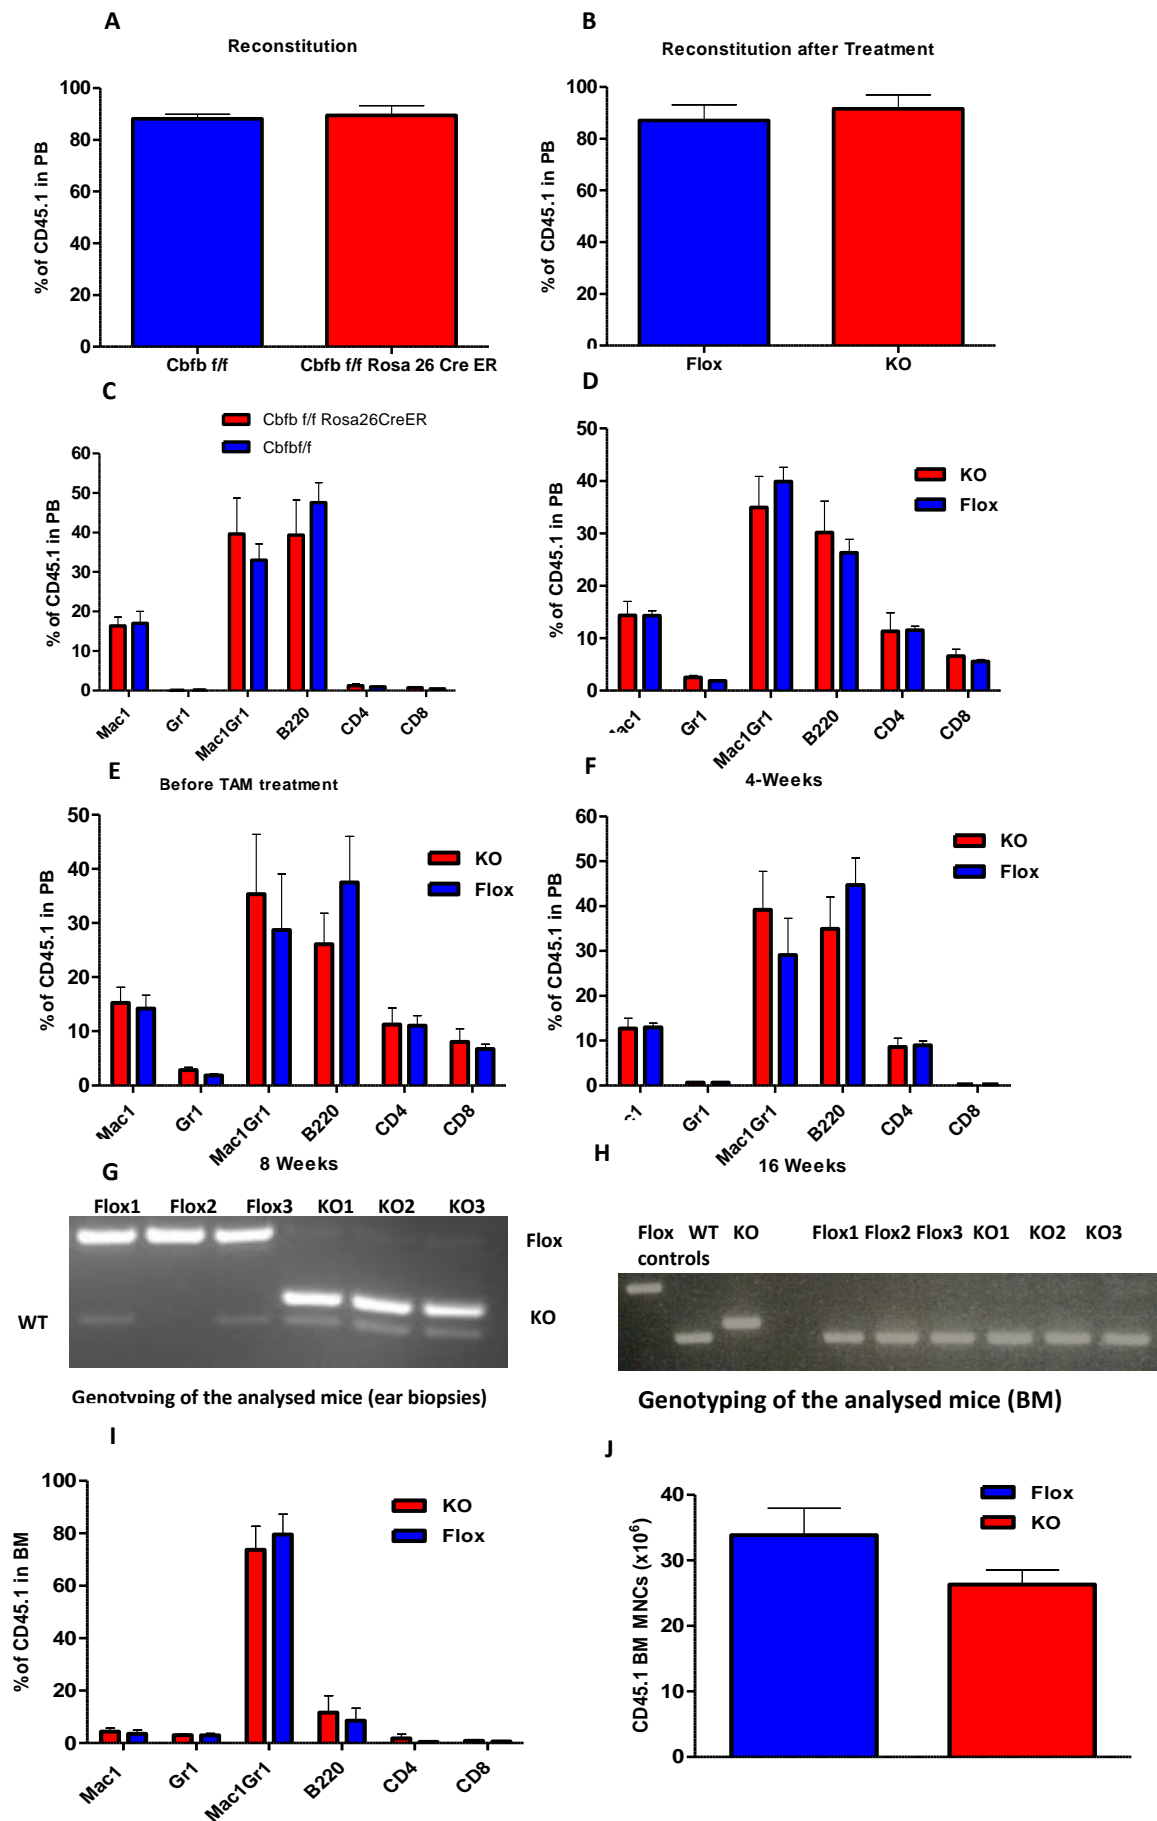 A
B
Reconstitution
Reconstitution after Treatment
% of CD45.1 in PB
100
80
60
40
20
0
Cbfb f/f
Cbfb f/f Rosa 26 Cre ER
% of CD45.1 in PB
100
80
60
40
20
0
Flox
KO
C
D
Cbfb f/f Rosa26CreER
Cbfbf/f
% of CD45.1 in PB
60
50
40
30
20
10
0
Mac1
Gr1
Mac1Gr1
B220
CD4
CD8
Before TAM treatment
KO
Flox
% of CD45.1 in PB
50
40
30
20
10
0
Gr1
Mac1Gr1
B220
CD4
CD8
4-Weeks
E
F
KO
Flox
% of CD45.1 in PB
50
40
30
20
10
0
Mac1
Gr1
Mac1Gr1
B220
CD4
CD8
8 Weeks
KO
Flox
% of CD45.1 in PB
60
50
40
30
20
10
0
Gr1
Mac1Gr1
B220
CD4
CD8
16 Weeks
G
H
Flox1 Flox2 Flox3 KO1 KO2 KO3
Flox
WT
KO
Genotyping of the analysed mice (ear biopsies)
Flox WT KO Flox1 Flox2 Flox3 KO1 KO2 KO3
controls
Genotyping of the analysed mice (BM)
I
J
KO
Flox
% of CD45.1 in BM
100
80
60
40
20
0
Mac1
Gr1
Mac1Gr1
B220
CD4
CD8
Flox
KO
CD45.1 BM MNCs (x10⁶)
40
30
20
10
0